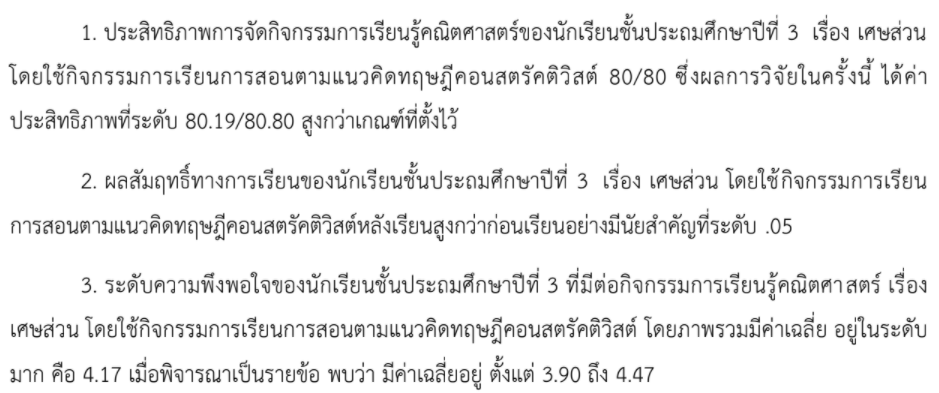 1. ประสิทธิภาพการจัดกิจกรรมการเรียนรู้คณิตศาสตร์ของนักเรียนชั้นประถมศึกษาปีที่ 3 เรื่อง เศษส่วน
โดยใช้กิจกรรมการเรียนการสอนตามแนวคิดทฤษฎีคอนสตรัคติวิสต์ 80/80 ซึ่งผลการวิจัยในครั้งนี้ ได้ค่า
ประสิทธิภาพที่ระดับ 80.19/80.80 สูงกว่าเกณฑ์ที่ตั้งไว้
2. ผลสัมฤทธิ์ทางการเรียนของนักเรียนชั้นประถมศึกษาปีที่ 3 เรื่อง เศษส่วน โดยใช้กิจกรรมการเรียน
การสอนตามแนวคิดทฤษฎีคอนสตรัคติวิสต์หลังเรียนสูงกว่าก่อนเรียนอย่างมีนัยสำคัญที่ระดับ .05
3. ระดับความพึงพอใจของนักเรียนชั้นประถมศึกษาปีที่ 3 ที่มีต่อกิจกรรมการเรียนรู้คณิตศาสตร์ เรื่อง
เศษส่วน โดยใช้กิจกรรมการเรียนการสอนตามแนวคิดทฤษฎีคอนสตรัคติวิสต์ โดยภาพรวมมีค่าเฉลี่ย อยู่ในระดับ
มาก คือ 4.17 เมื่อพิจารณาเป็นรายข้อ พบว่า มีค่าเฉลี่ยอยู่ ตั้งแต่ 3.90 ถึง 4.47